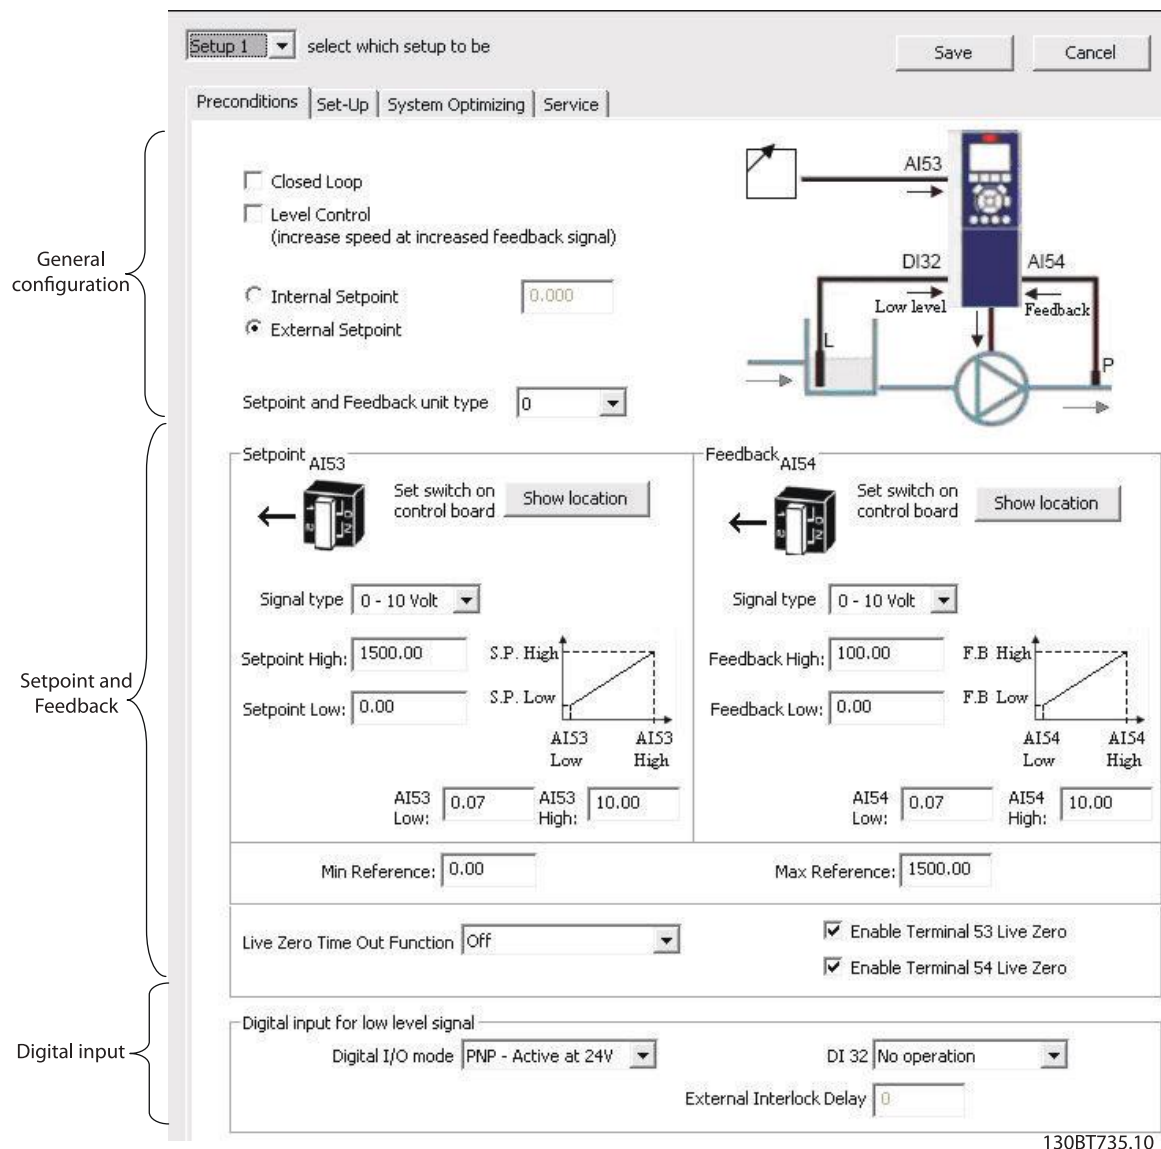 Setup 1 select which setup to be Save Cancel
Preconditions Set-Up System Optimizing Service
General
configuration
Closed Loop
Level Control
(increase speed at increased feedback signal)
Internal Setpoint 0.000
External Setpoint
Setpoint and Feedback unit type 0
AI53
DI32 AI54
Low level Feedback
L
P
Setpoint and
Feedback
Setpoint
AI53
Set switch on
control board
Show location
Signal type 0 - 10 Volt
Setpoint High: 1500.00
Setpoint Low: 0.00
S.P. High
S.P. Low
AI53
Low
AI53
High
AI53
Low: 0.07
AI53
High: 10.00
Feedback
AI54
Set switch on
control board
Show location
Signal type 0 - 10 Volt
Feedback High: 100.00
Feedback Low: 0.00
F.B High
F.B Low
AI54
Low
AI54
High
AI54
Low: 0.07
AI54
High: 10.00
Min Reference: 0.00 Max Reference: 1500.00
Live Zero Time Out Function Off
Enable Terminal 53 Live Zero
Enable Terminal 54 Live Zero
Digital input
Digital input for low level signal
Digital I/O mode PNP - Active at 24V DI 32 No operation
External Interlock Delay 0
130BT735.10